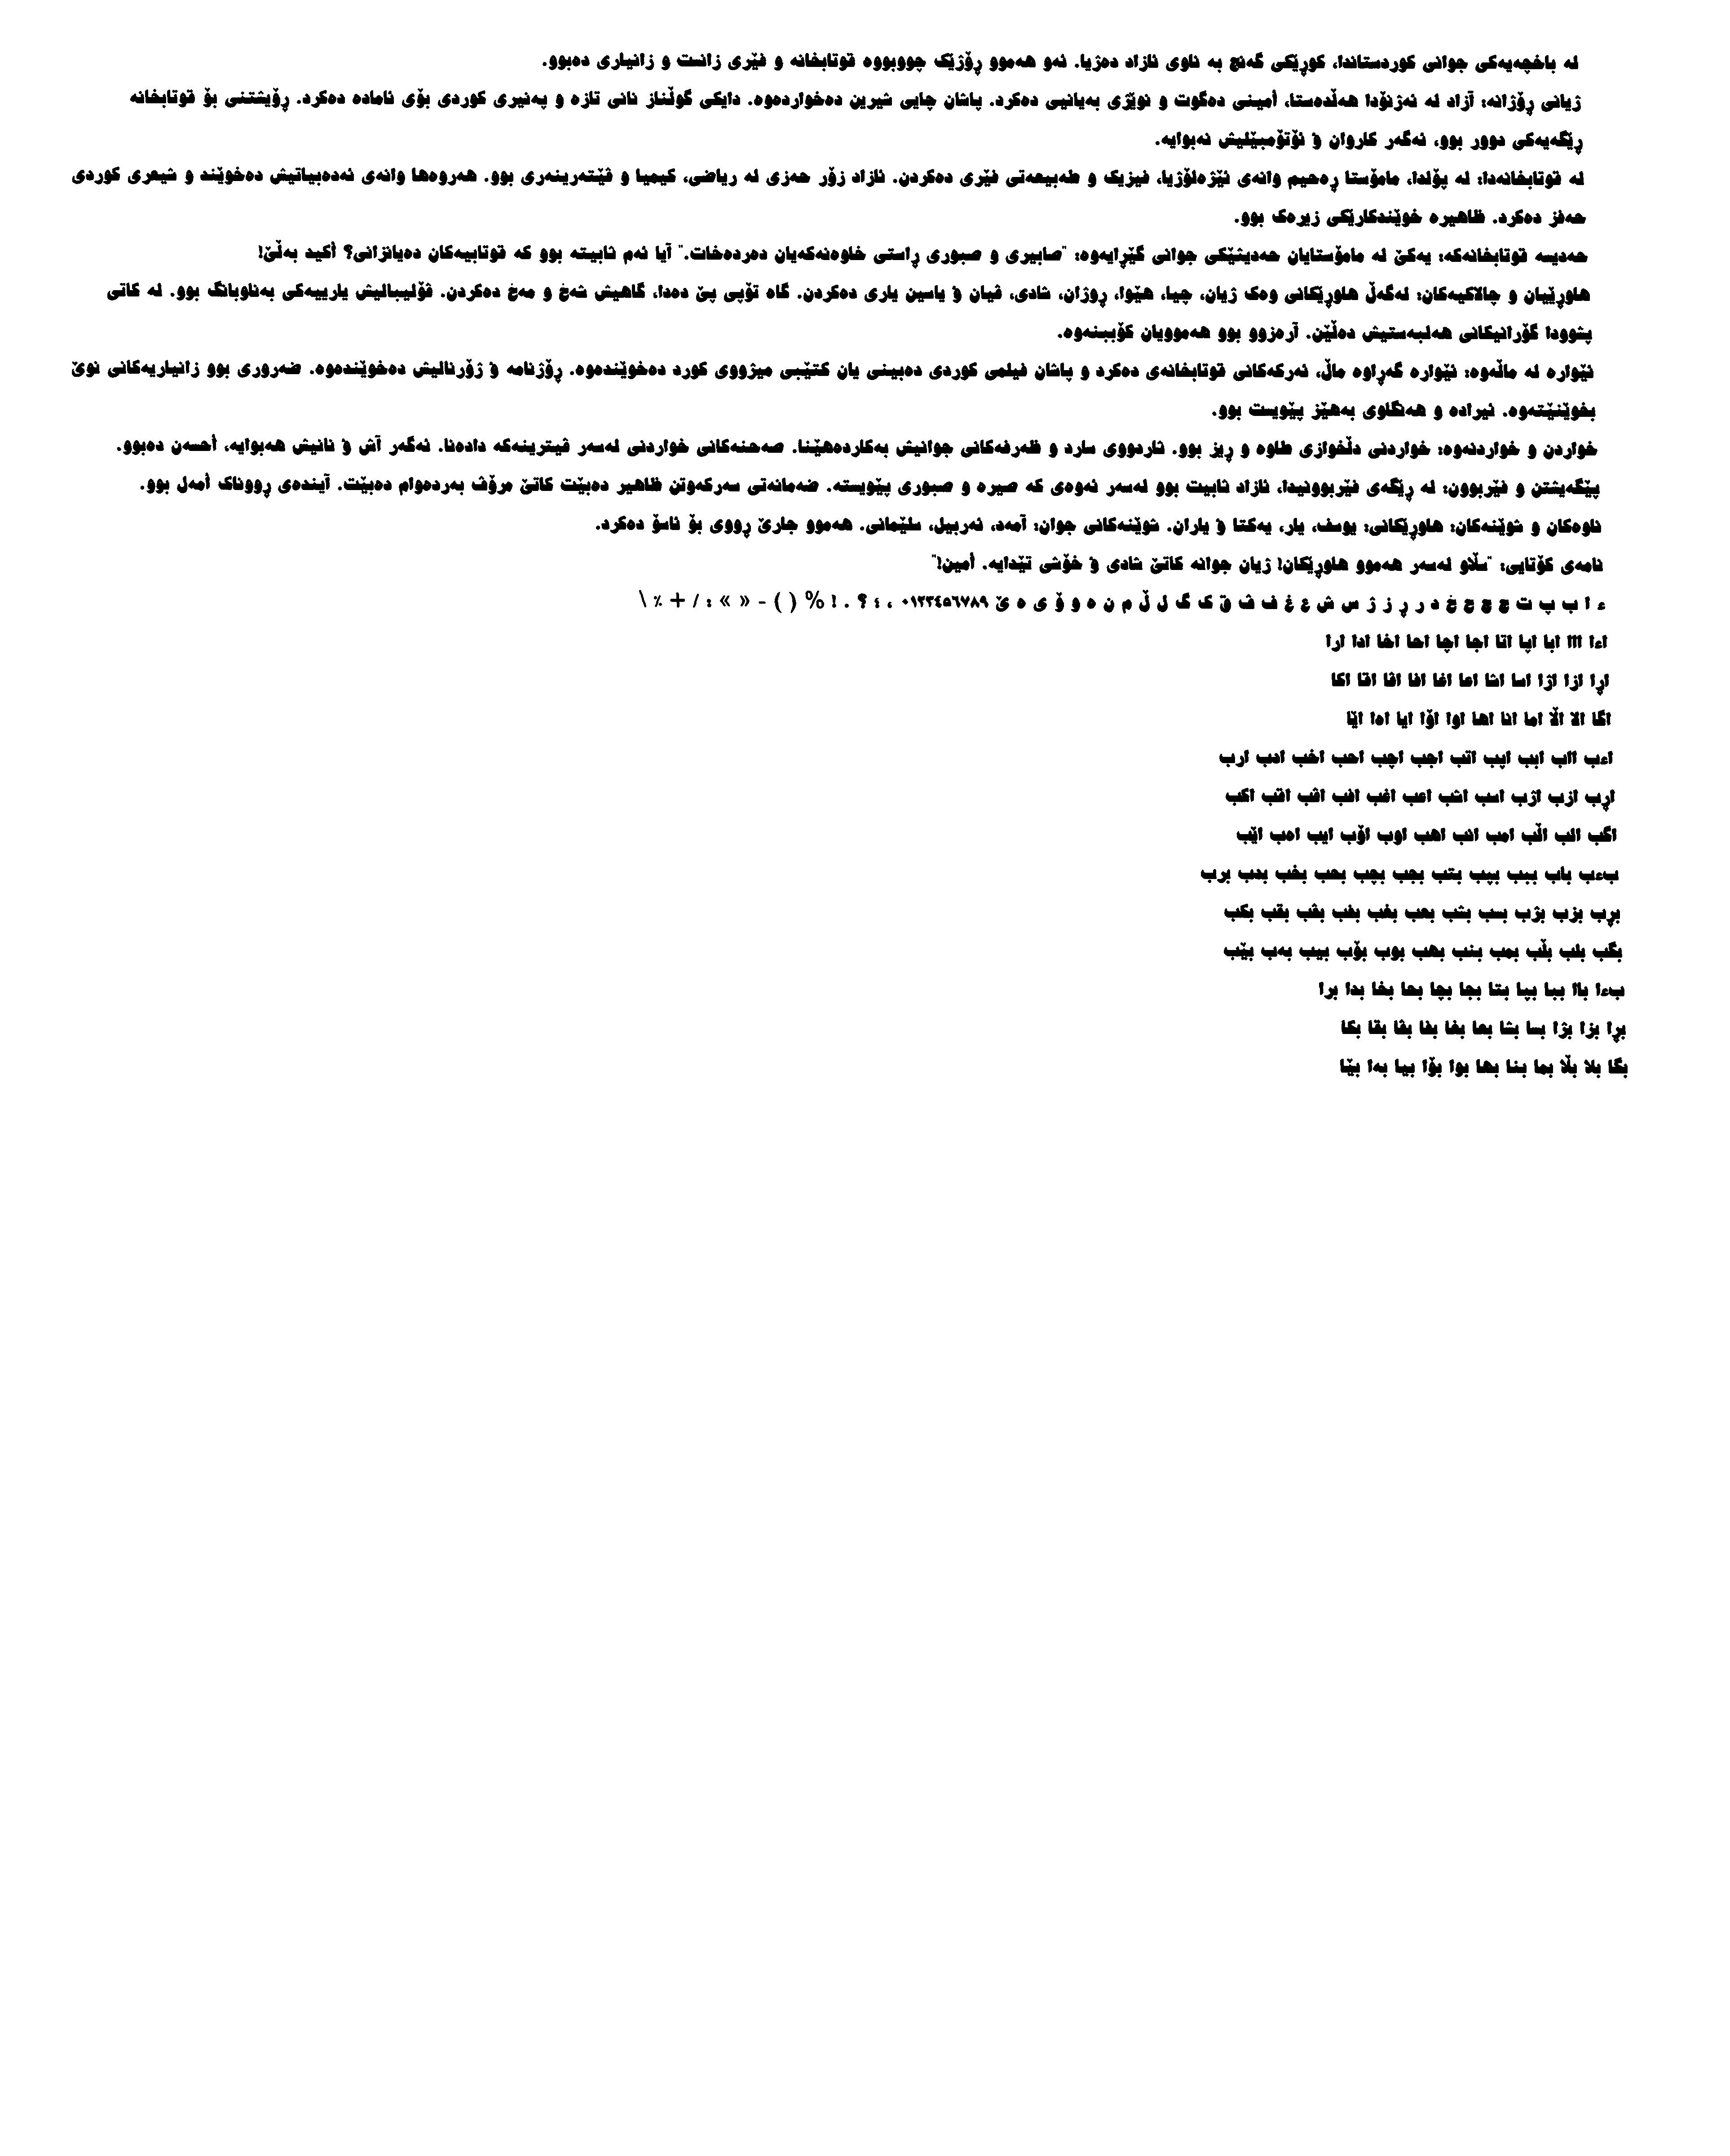 لە باخچەیەکی جوانی کوردستاندا، کوڕێکی گەنج بە ناوی ئازاد دەژیا. ئەو هەموو ڕۆژێک چووبووە قوتابخانە و فێری زانست و زانیاری دەبوو.
ژیانی ڕۆژانە: آزاد لە ئەژنۆدا هەڵدەستا، أمینی دەگوت و نوێژی بەیانیی دەکرد. پاشان چایی شیرین دەخواردەوە. دایکی گوڵناز نانی تازە و پەنیری کوردی بۆی ئامادە دەکرد. ڕۆیشتنی بۆ قوتابخانە
ڕێگەیەکی دوور بوو، ئەگەر کاروان و ئۆتۆمبێلیش نەبوایە.
لە قوتابخانەدا: لە پۆلدا، مامۆستا ڕەحیم وانەی ئێژەلۆژیا، فیزیک و طەبیعەتی فێری دەکردن. ئازاد زۆر حەزی لە ریاضی، کیمیا و ڤێتەرینەری بوو. هەروەها وانەی ئەدەبیاتیش دەخوێند و شیعری کوردی
حەفز دەکرد. ظاهیرە خوێندکارێکی زیرەک بوو.
حەدیسە قوتابخانەکە: یەکێ لە مامۆستایان حەدیثێکی جوانی گێڕایەوە: "صابیری و صبوری ڕاستی خاوەنەکەیان دەردەخات." آیا ئەم ثابیتە بوو کە قوتابیەکان دەیانزانی؟ أکید بەڵێ!
هاوڕێیان و چالاکیەکان: لەگەڵ هاوڕێکانی وەک ژیان، چیا، هێوا، ڕوژان، شادی، ڤیان و یاسین یاری دەکردن. گاە تۆپی پێ دەدا، گاهیش شەخ و مەخ دەکردن. ڤۆلیبالیش یارییەکی بەناوبانگ بوو. لە کاتی
پشوودا گۆرانیکانی هەلبەستیش دەڵێن. آرەزوو بوو هەموویان کۆببنەوە.
ئێوارە لە ماڵەوە: ئێوارە گەڕاوە ماڵ، ئەرکەکانی قوتابخانەی دەکرد و پاشان فیلمی کوردی دەبینی یان کتێبی میژووی کورد دەخوێندەوە. ڕۆژنامە و ژۆرنالیش دەخوێندەوە. ضەروری بوو زانیاریەکانی نوێ
بخوێنێتەوە. ئیرادە و هەنگاوی بەهێز پێویست بوو.
خواردن و خواردنەوە: خواردنی دڵخوازی طاوە و ڕیز بوو. ئاردووی سارد و ظەرفەکانی جوانیش بەکاردەهێنا. صەحنەکانی خواردنی لەسەر ڤیترینەکە دادەنا. ئەگەر آش و نانیش هەبوایە، أحسەن دەبوو.
پێگەیشتن و فێربوون: لە ڕێگەی فێربوونیدا، ئازاد ثابیت بوو لەسەر ئەوەی کە صیرە و صبوری پێویستە. ضەمانەتی سەرکەوتن ظاهیر دەبێت کاتێ مرۆڤ بەردەوام دەبێت. آیندەی ڕووناک أمەل بوو.
ناوەکان و شوێنەکان: هاوڕێکانی: یوسف، یار، یەکتا و یاران. شوێنەکانی جوان: آمەد، ئەربیل، سلێمانی. هەموو جارێ ڕووی بۆ ئاسۆ دەکرد.
نامەی کۆتایی: "سڵاو لەسەر هەموو هاوڕێکان! ژیان جوانە کاتێ شادی و خۆشی تێدایە. أمین!"
ء ا ب پ ت ج چ ح خ د ر ڕ ز ژ س ش ع غ ف ڤ ق ک گ ل ڵ م ن ە و ۆ ی ە ێ ٠١٢٣٤٥٦٧٨٩ ، ؛ ؟ . ! % ( ) - « » : / + ٪ \
اءا ااا ابا اپا اتا اجا اچا احا اخا ادا ارا
اڕا ازا اژا اسا اشا اعا اغا افا اڤا اقا اکا
اگا الا اڵا اما انا اها اوا اۆا ایا اەا اێا
اءب ااب ابب اپب اتب اجب اچب احب اخب ادب ارب
اڕب ازب اژب اسب اشب اعب اغب افب اڤب اقب اکب
اگب الب اڵب امب انب اهب اوب اۆب ایب اەب اێب
بءب باب ببب بپب بتب بجب بچب بحب بخب بدب برب
بڕب بزب بژب بسب بشب بعب بغب بفب بڤب بقب بکب
بگب بلب بڵب بمب بنب بهب بوب بۆب بیب بەب بێب
بءا باا ببا بپا بتا بجا بچا بحا بخا بدا برا
بڕا بزا بژا بسا بشا بعا بغا بفا بڤا بقا بکا
بگا بلا بڵا بما بنا بها بوا بۆا بیا بەا بێا